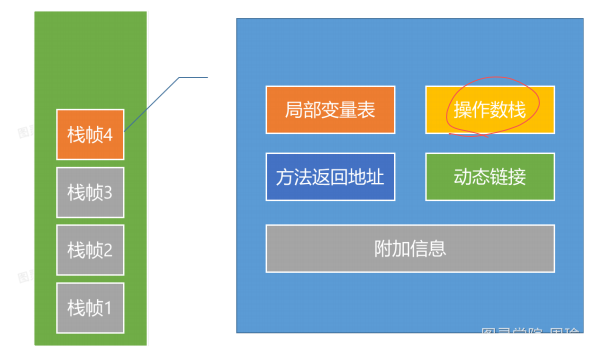 栈帧4
栈帧3
栈帧2
栈帧1
局部变量表
操作数栈
方法返回地址
动态链接
附加信息